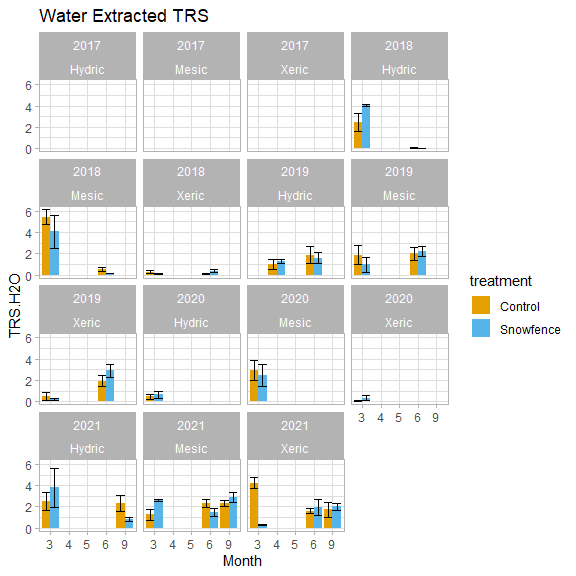 Water Extracted TRS
2017 2017 2017 2018
Hydric Mesic Xeric Hydric
6
4
2
0
2018 2018 2019 2019
Mesic Xeric Hydric Mesic
6
4
2
0
TRS.H2O
2019 2020 2020 2020
Xeric Hydric Mesic Xeric
6
4
2
0
3 4 5 6 9
2021 2021 2021
Hydric Mesic Xeric
6
4
2
0
3 4 5 6 9 3 4 5 6 9 3 4 5 6 9
Month
treatment
Control
Snowfence